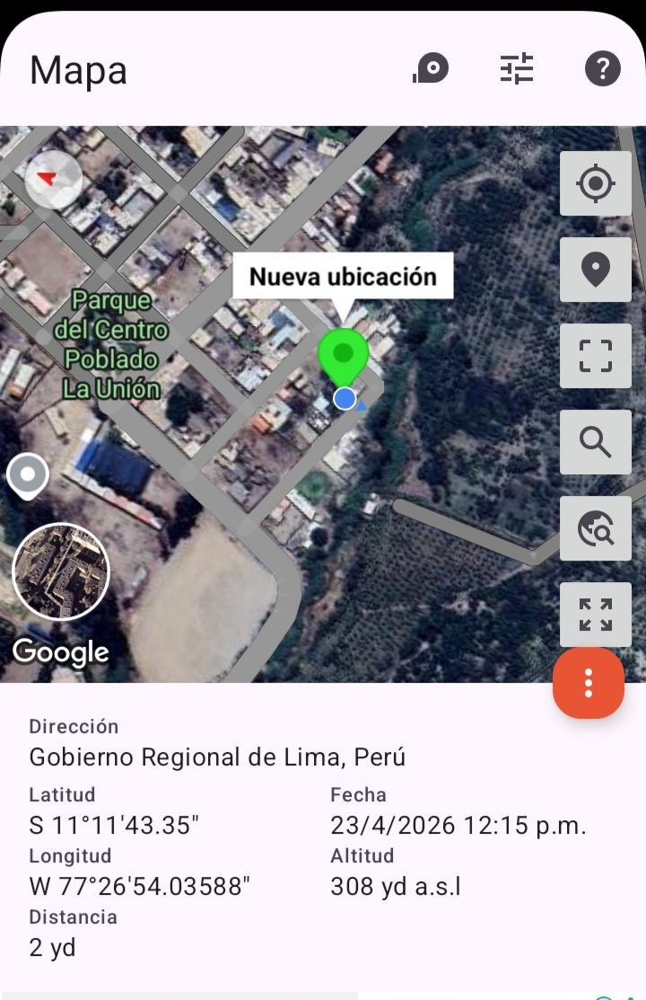 Mapa
Nueva ubicación
Parque
del Centro
Poblado
La Unión
Google
Dirección
Gobierno Regional de Lima, Perú
Latitud
S 11°11'43.35"
Fecha
23/4/2026 12:15 p.m.
Longitud
W 77°26'54.03588"
Altitud
308 yd a.s.l
Distancia
2 yd